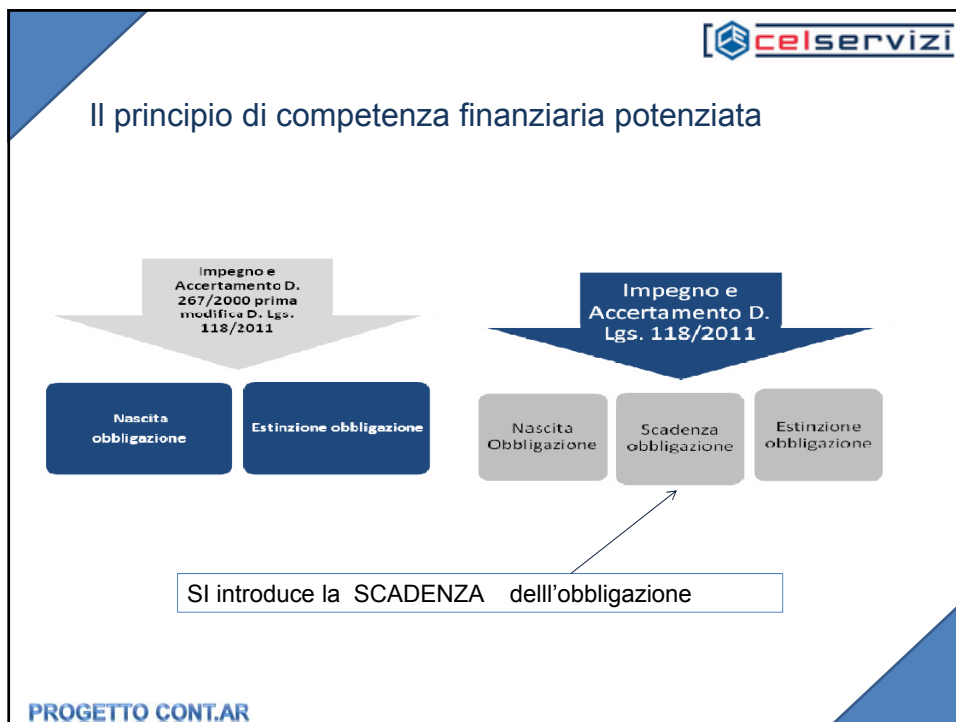 celservizi
Il principio di competenza finanziaria potenziata
Impegno e
Accertamento D.
267/2000 prima
modifica D. Lgs.
118/2011
Impegno e
Accertamento D.
Lgs. 118/2011
Nascita
obbligazione
Estinzione obbligazione
Nascita
Obbligazione
Scadenza
obbligazione
Estinzione
obbligazione
SI introduce la SCADENZA delll'obbligazione
PROGETTO CONT.AR